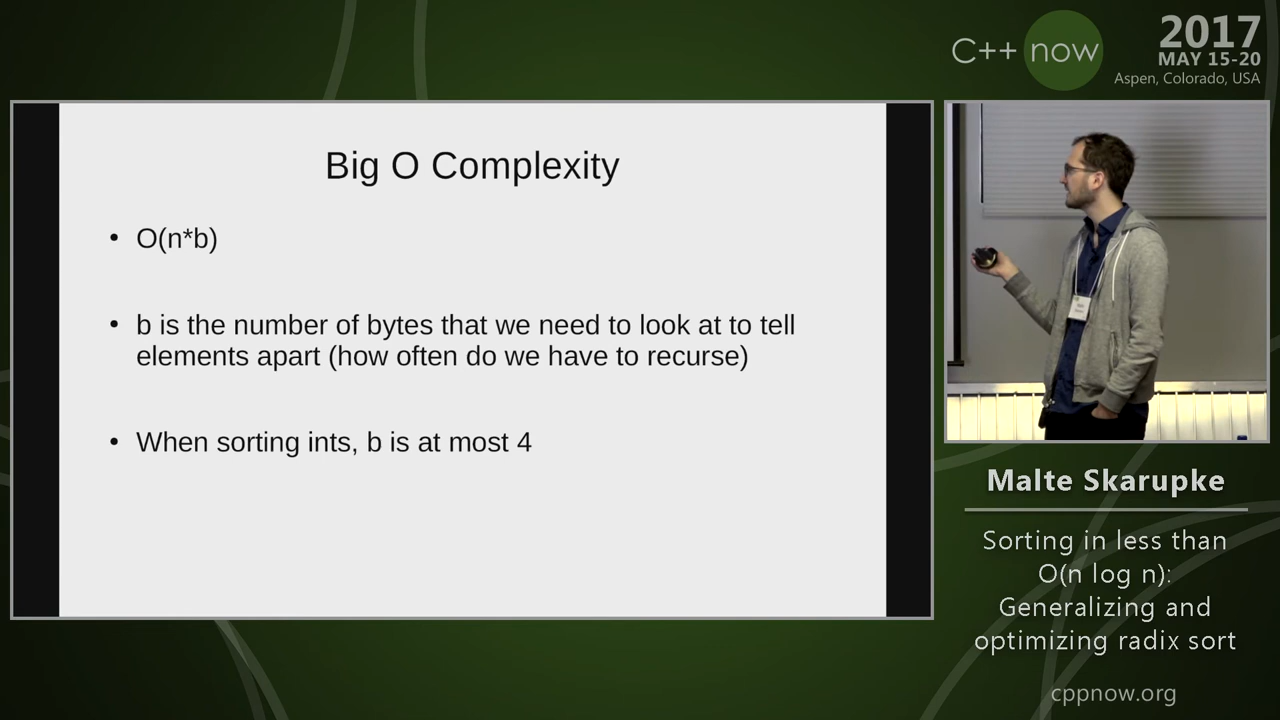 C++ now
2017
MAY 15-20
Aspen, Colorado, USA
Big O Complexity
• O(n*b)
• b is the number of bytes that we need to look at to tell
elements apart (how often do we have to recurse)
• When sorting ints, b is at most 4
Malte Skarupke
Sorting in less than
O(n log n):
Generalizing and
optimizing radix sort
cppnow.org